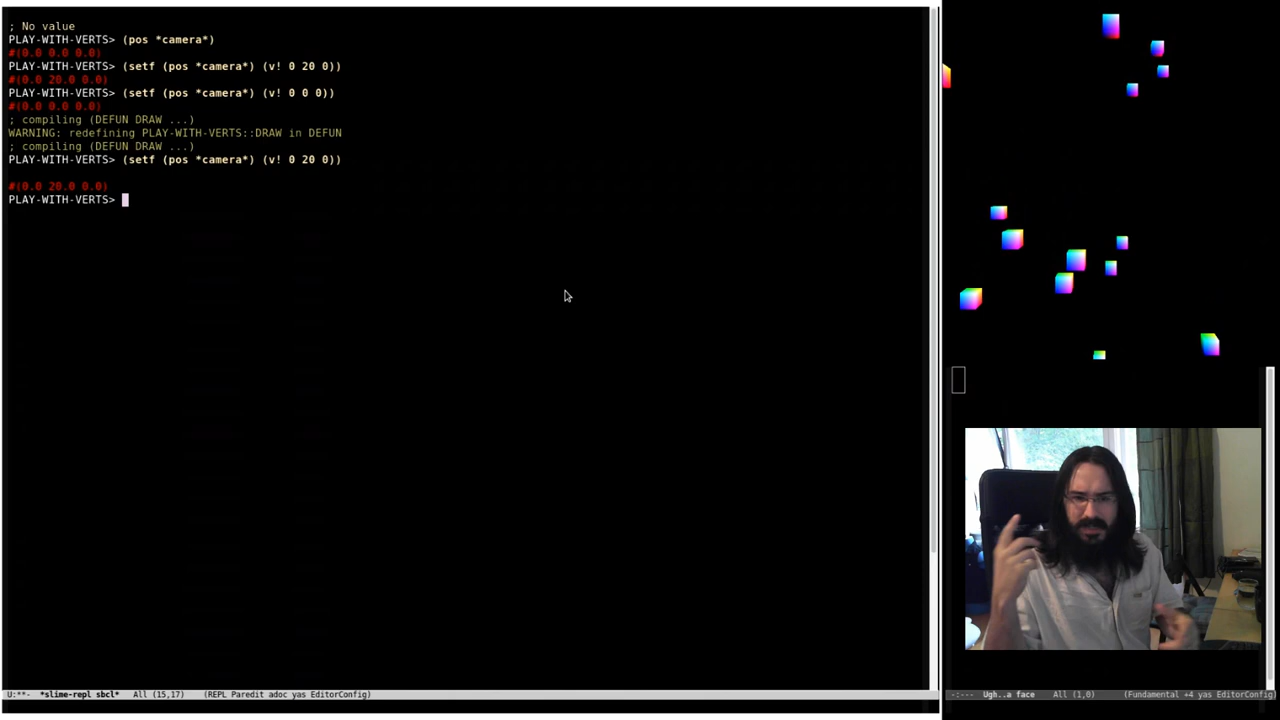 ; No value
PLAY-WITH-VERTS> (pos *camera*)
#(0.0 0.0 0.0)
PLAY-WITH-VERTS> (setf (pos *camera*) (v! 0 20 0))
#(0.0 20.0 0.0)
PLAY-WITH-VERTS> (setf (pos *camera*) (v! 0 0 0))
#(0.0 0.0 0.0)
; compiling (DEFUN DRAW ...)
WARNING: redefining PLAY-WITH-VERTS::DRAW in DEFUN
; compiling (DEFUN DRAW ...)
PLAY-WITH-VERTS> (setf (pos *camera*) (v! 0 20 0))
#(0.0 20.0 0.0)
PLAY-WITH-VERTS>
U:**-  *slime-repl sbcl*   All (15,17)   (REPL Paredit adoc yas EditorConfig)
-:---  Ugh..a face   All (1,0)   (Fundamental +4 yas EditorConfig)